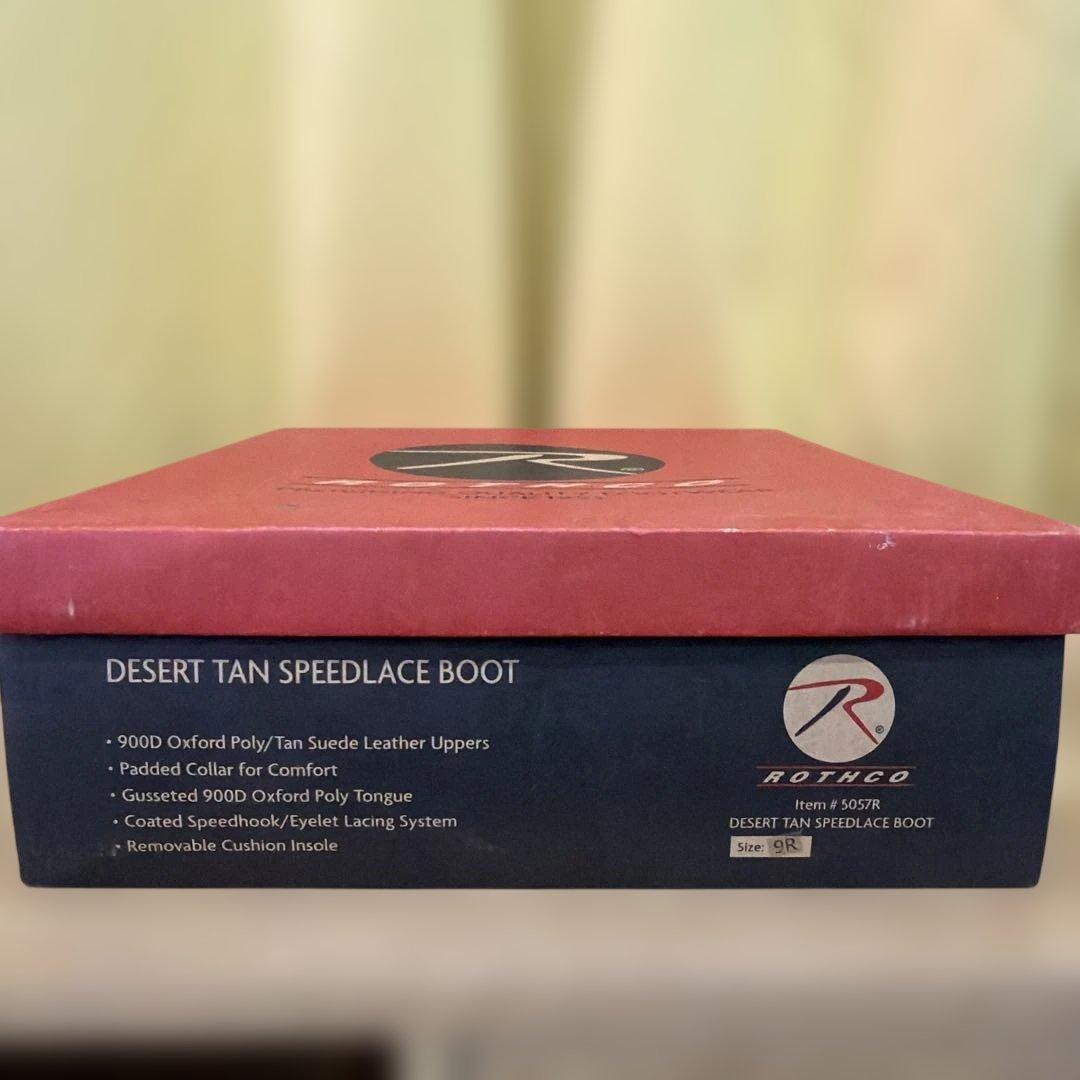 ROTHCO
DESERT TAN SPEEDLACE BOOT
• 900D Oxford Poly/Tan Suede Leather Uppers
• Padded Collar for Comfort
• Gusseted 900D Oxford Poly Tongue
• Coated Speedhook/Eyelet Lacing System
• Removable Cushion Insole
R®
ROTHCO
Item # 5057R
DESERT TAN SPEEDLACE BOOT
Size: 9R